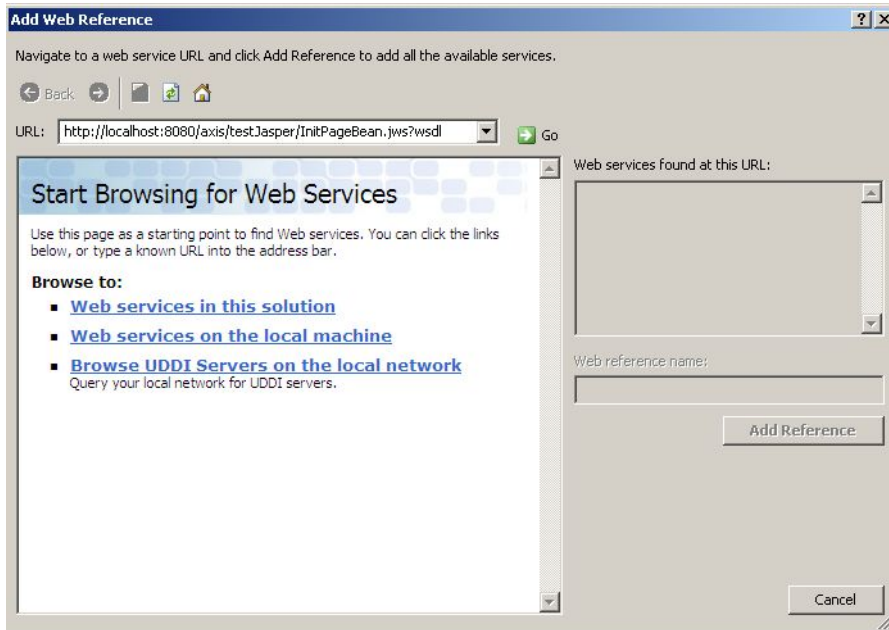 Add Web Reference
Navigate to a web service URL and click Add Reference to add all the available services.
Back
URL: http://localhost:8080/axis/testJasper/InitPageBean.jws?wsdl Go
Start Browsing for Web Services
Use this page as a starting point to find Web services. You can click the links
below, or type a known URL into the address bar.
Browse to:
Web services in this solution
Web services on the local machine
Browse UDDI Servers on the local network
Query your local network for UDDI servers.
Web services found at this URL:
Web reference name:
Add Reference
Cancel